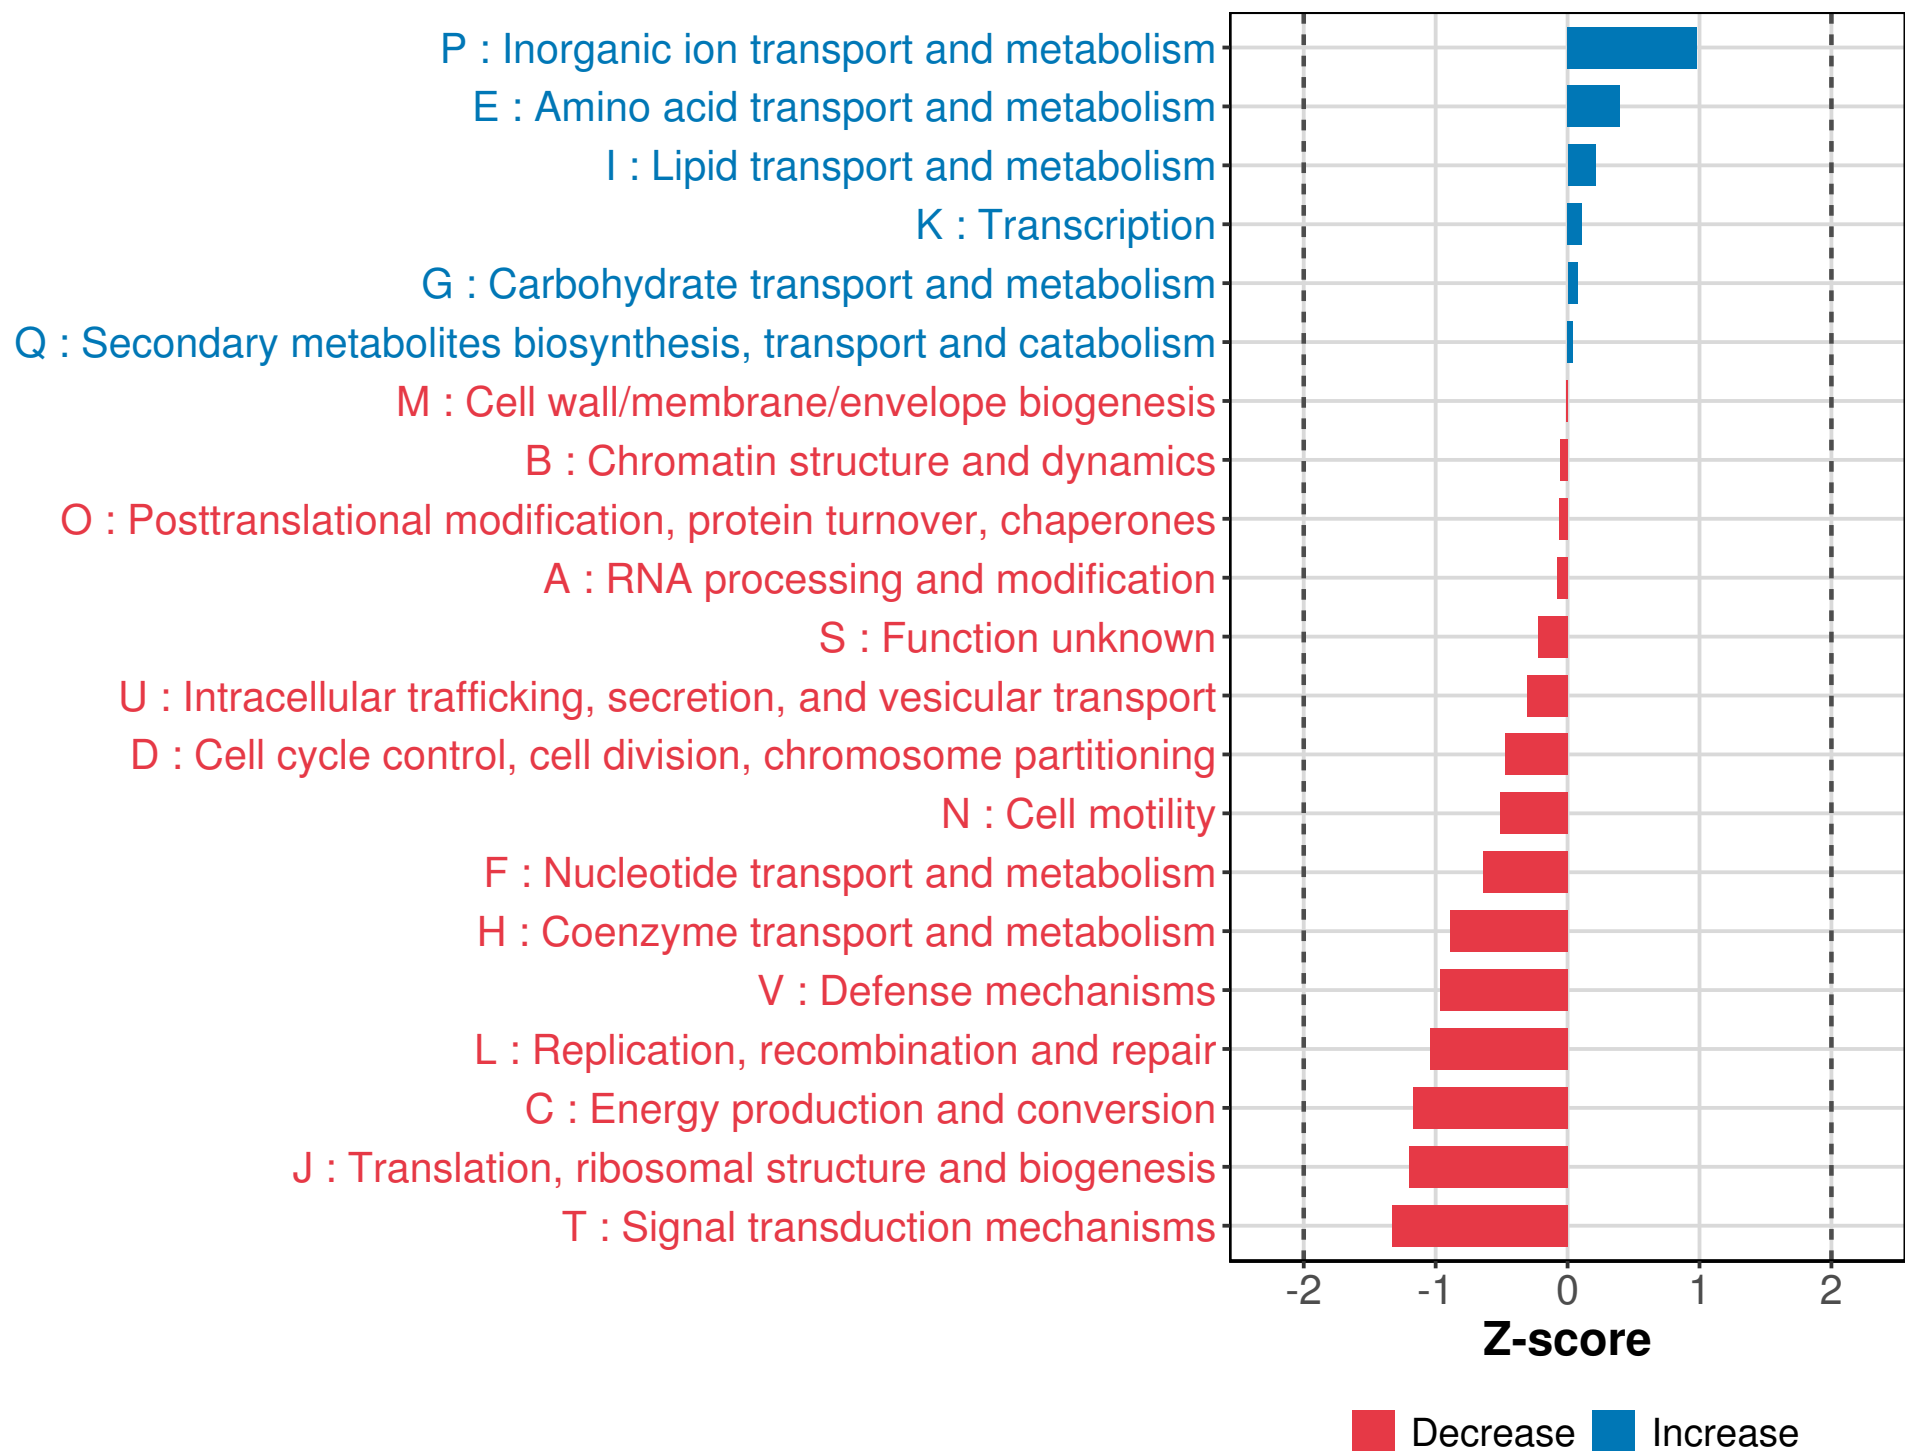 P : Inorganic ion transport and metabolism
E : Amino acid transport and metabolism
I : Lipid transport and metabolism
K : Transcription
G : Carbohydrate transport and metabolism
Q : Secondary metabolites biosynthesis, transport and catabolism
M : Cell wall/membrane/envelope biogenesis
B : Chromatin structure and dynamics
O : Posttranslational modification, protein turnover, chaperones
A : RNA processing and modification
S : Function unknown
U : Intracellular trafficking, secretion, and vesicular transport
D : Cell cycle control, cell division, chromosome partitioning
N : Cell motility
F : Nucleotide transport and metabolism
H : Coenzyme transport and metabolism
V : Defense mechanisms
L : Replication, recombination and repair
C : Energy production and conversion
J : Translation, ribosomal structure and biogenesis
T : Signal transduction mechanisms
-2 -1 0 1 2
Z-score
Decrease Increase